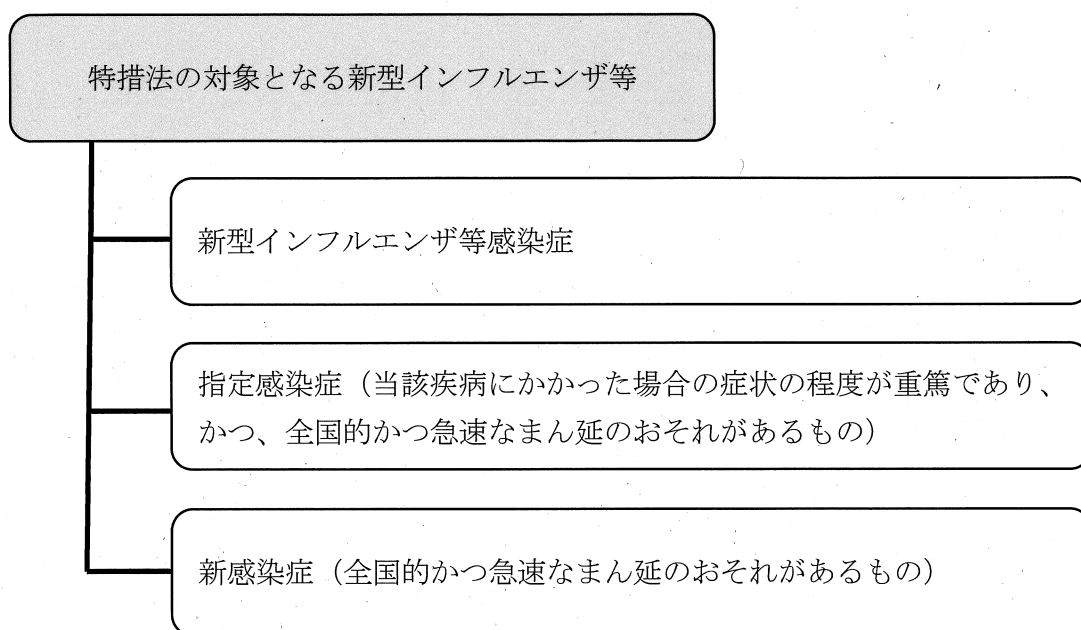 特措法の対象となる新型インフルエンザ等
新型インフルエンザ等感染症
指定感染症（当該疾病にかかった場合の症状の程度が重篤であり、
かつ、全国的かつ急速なまん延のおそれがあるもの）
新感染症（全国的かつ急速なまん延のおそれがあるもの）